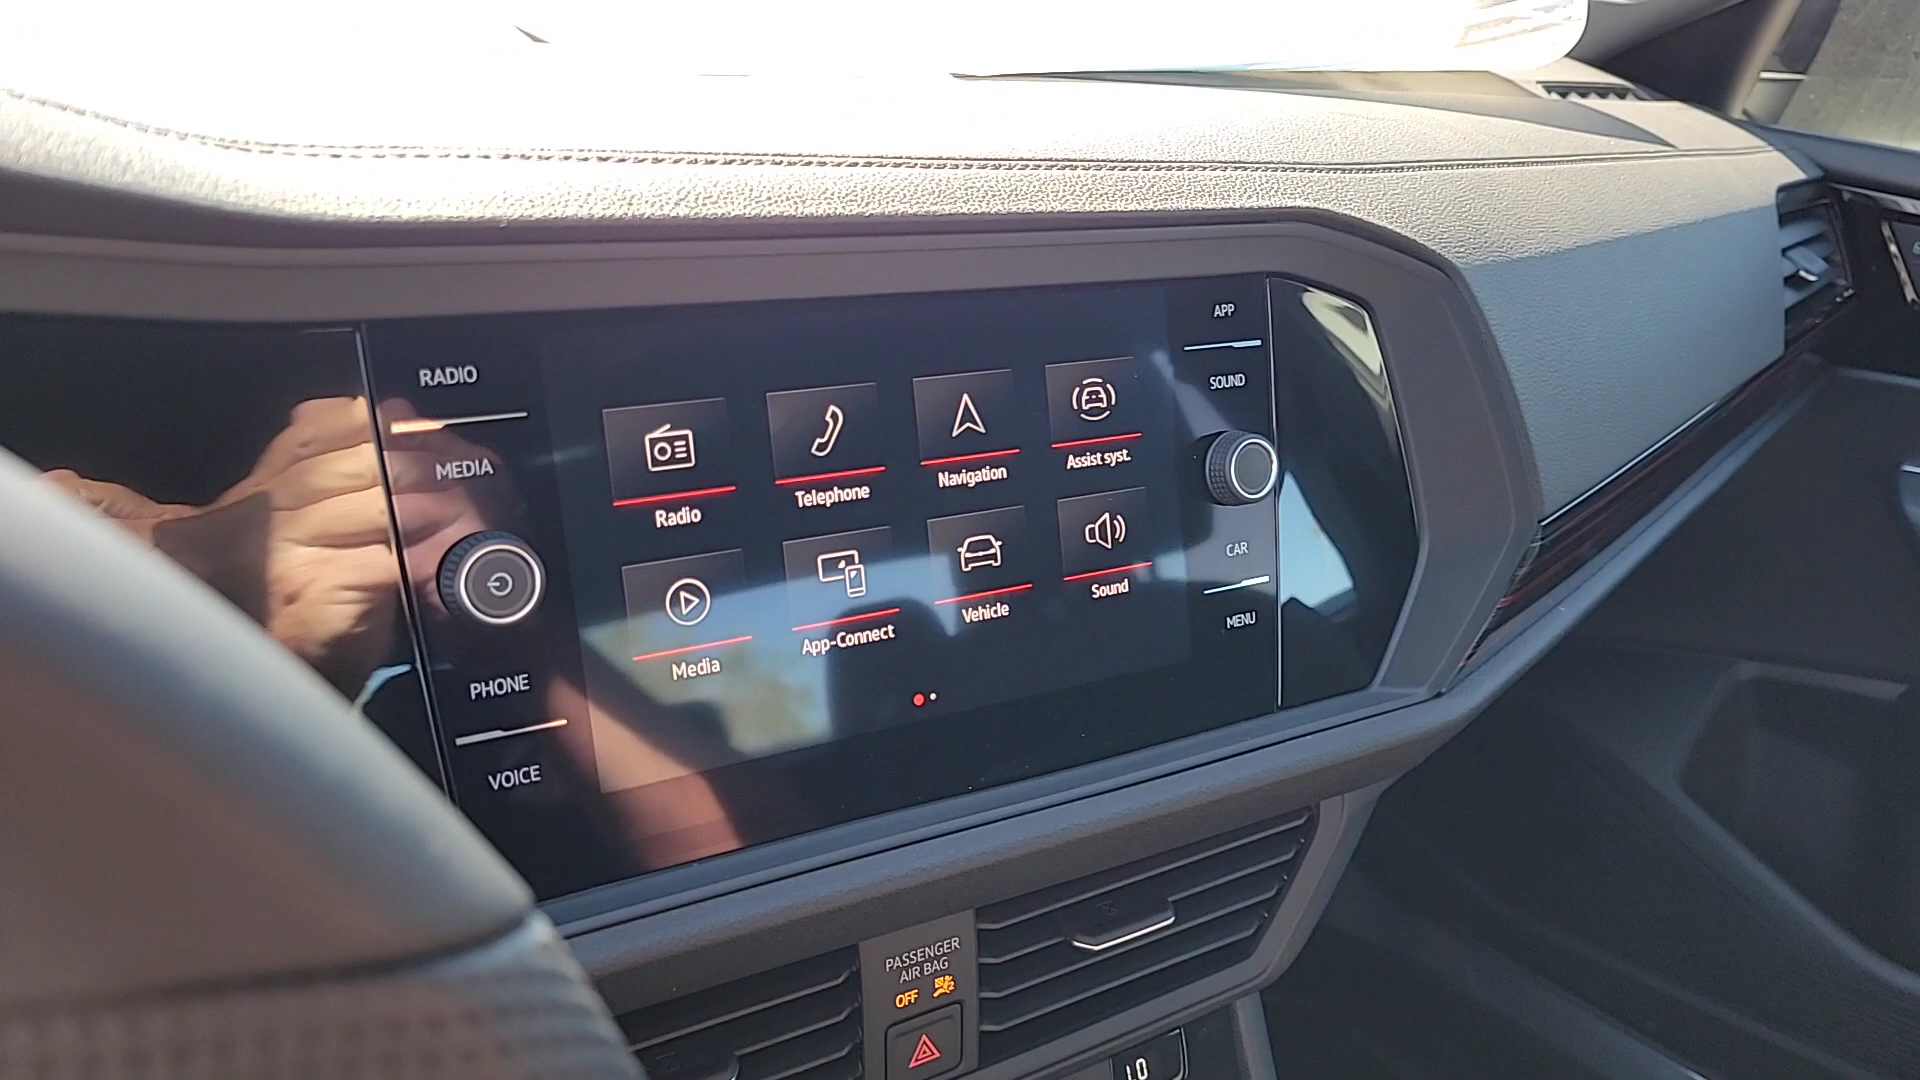 RADIO
MEDIA
PHONE
VOICE
Radio
Telephone
Navigation
Assist syst.
Media
App-Connect
Vehicle
Sound
APP
SOUND
CAR
MENU
PASSENGER
AIR BAG
OFF